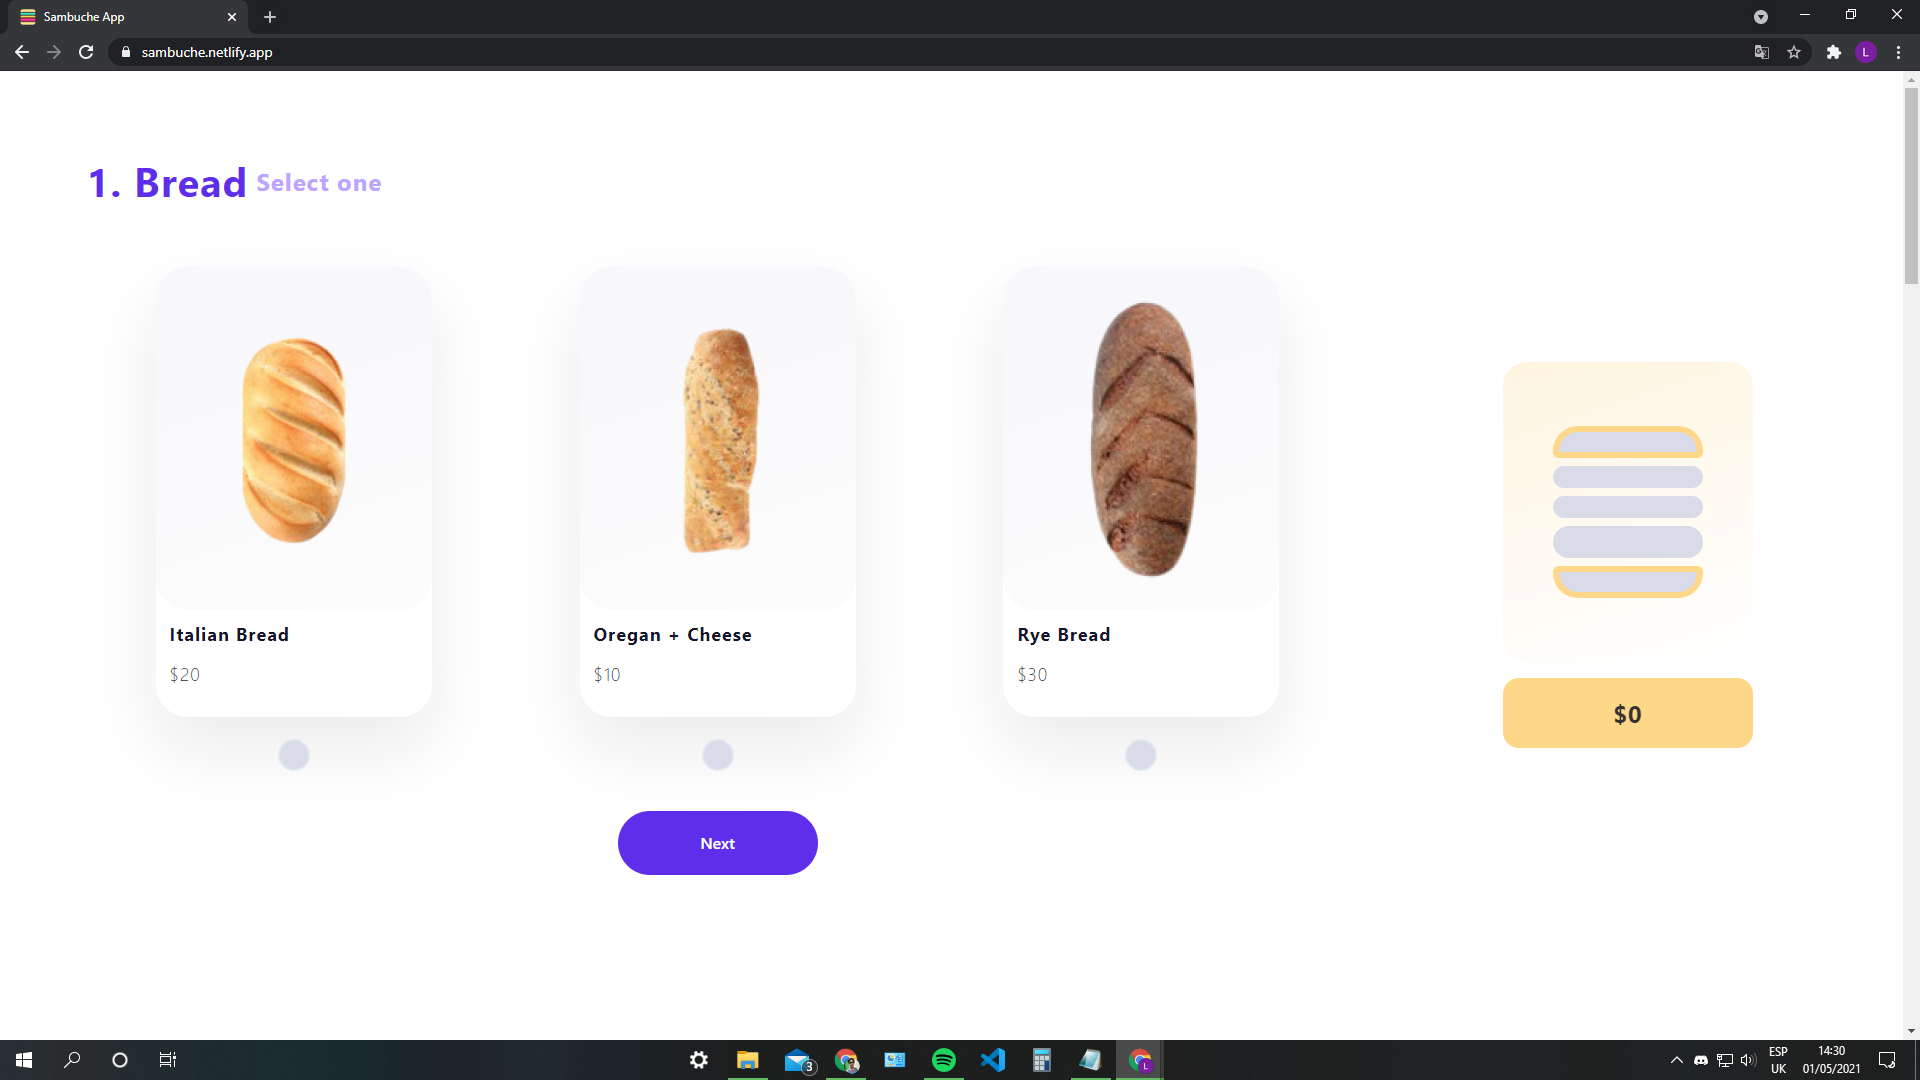 Sambuche App
sambuche.netlify.app
L
1. Bread Select one
Italian Bread
$20
Oregan + Cheese
$10
Rye Bread
$30
$0
Next
3
L
ESP
UK
14:30
01/05/2021